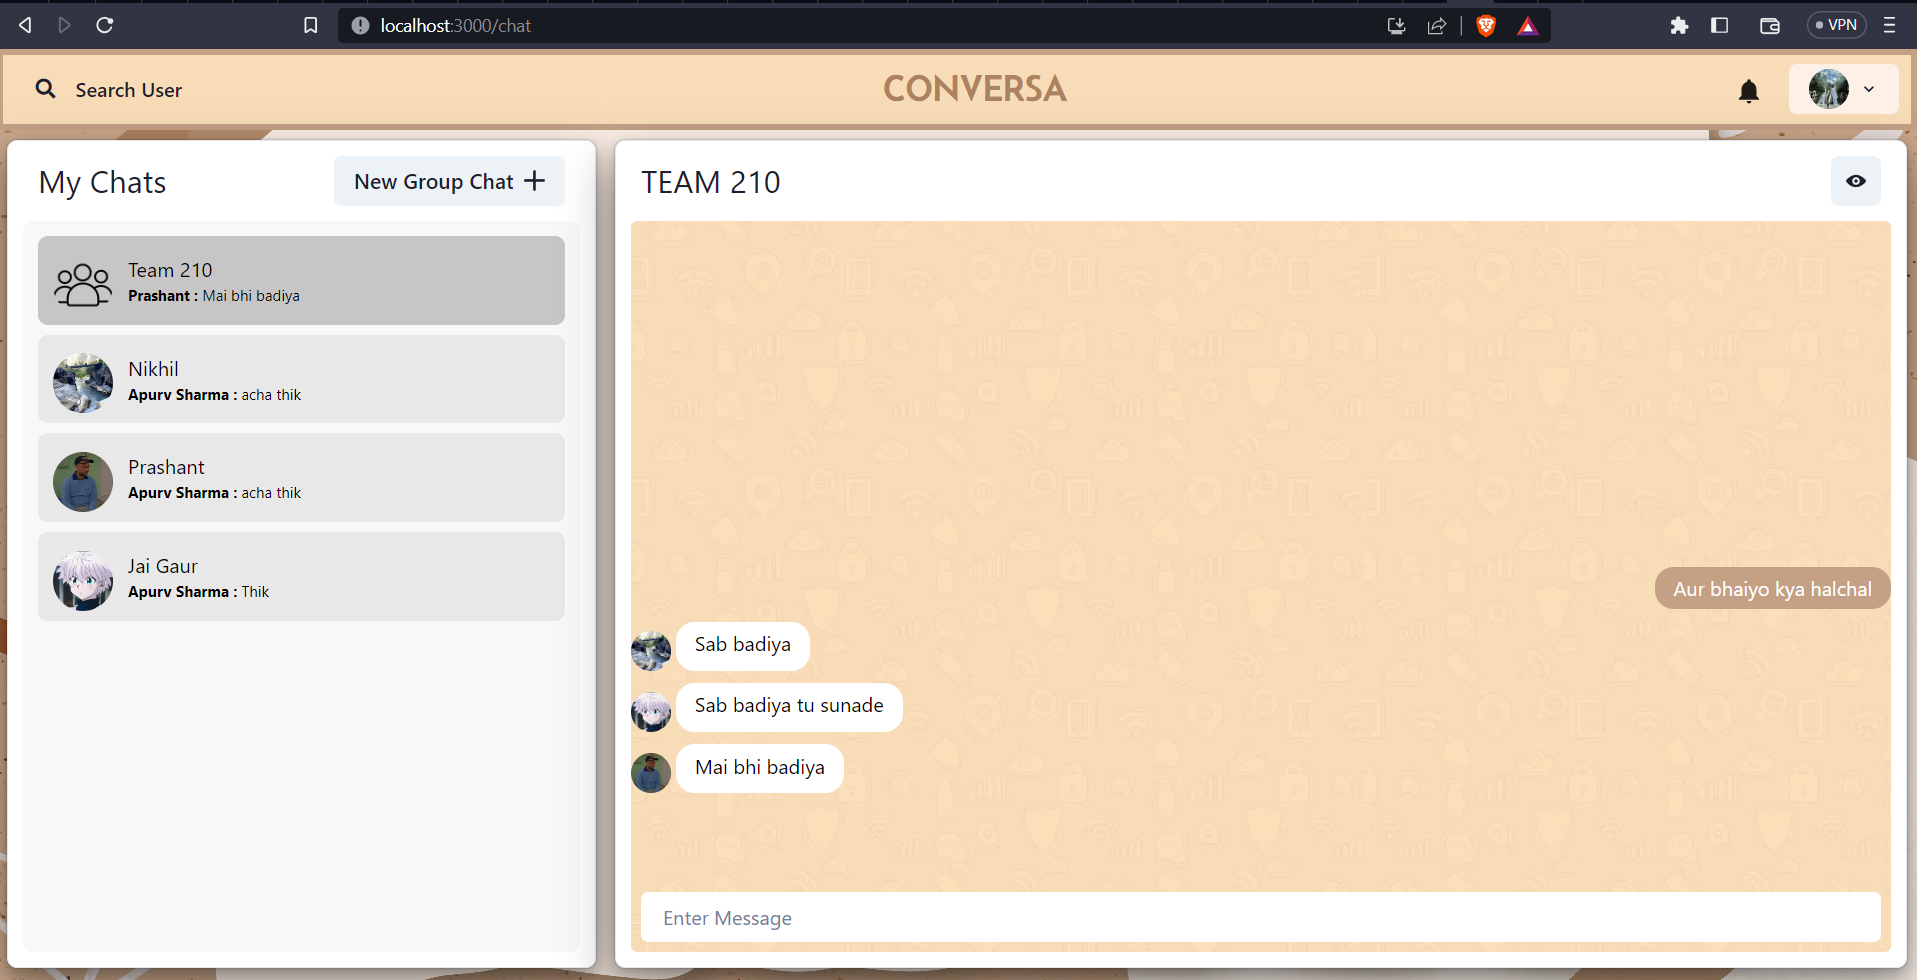 localhost:3000/chat
VPN
Search User
CONVERSA
My Chats
New Group Chat
Team 210
Prashant : Mai bhi badiya
Nikhil
Apurv Sharma : acha thik
Prashant
Apurv Sharma : acha thik
Jai Gaur
Apurv Sharma : Thik
TEAM 210
Aur bhaiyo kya halchal
Sab badiya
Sab badiya tu sunade
Mai bhi badiya
Enter Message